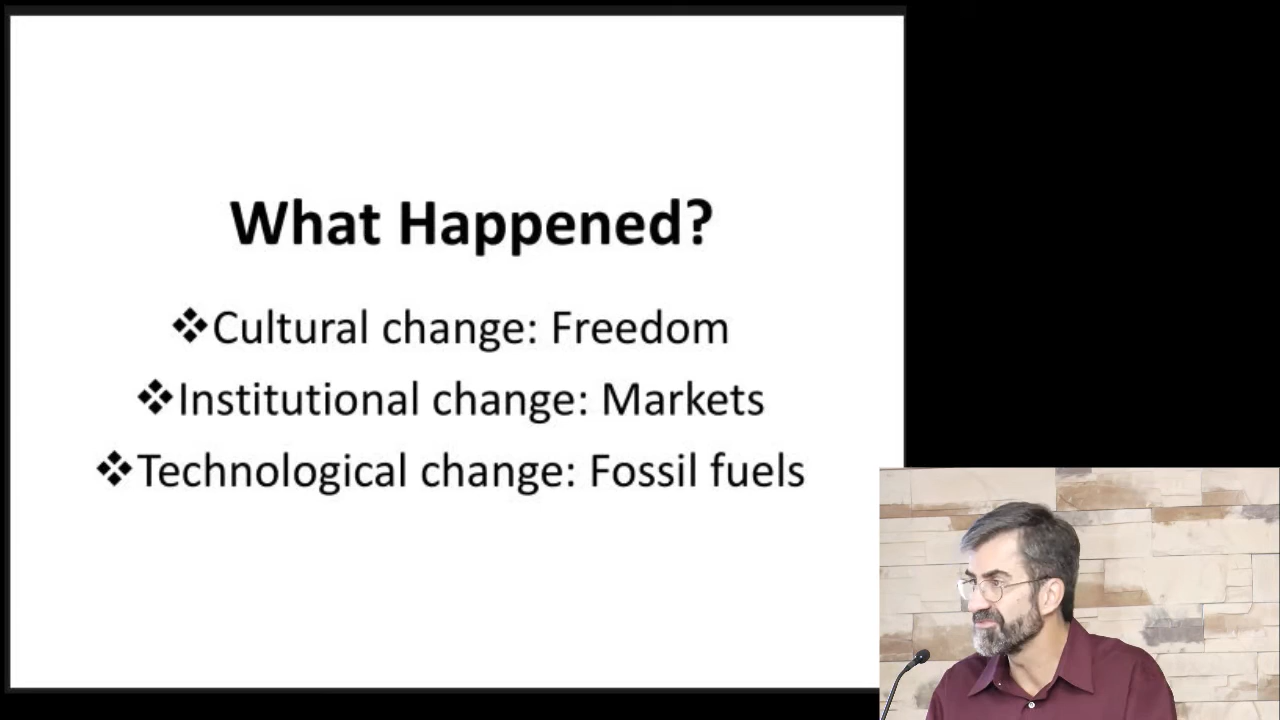 What Happened?
❖Cultural change: Freedom
❖Institutional change: Markets
❖Technological change: Fossil fuels